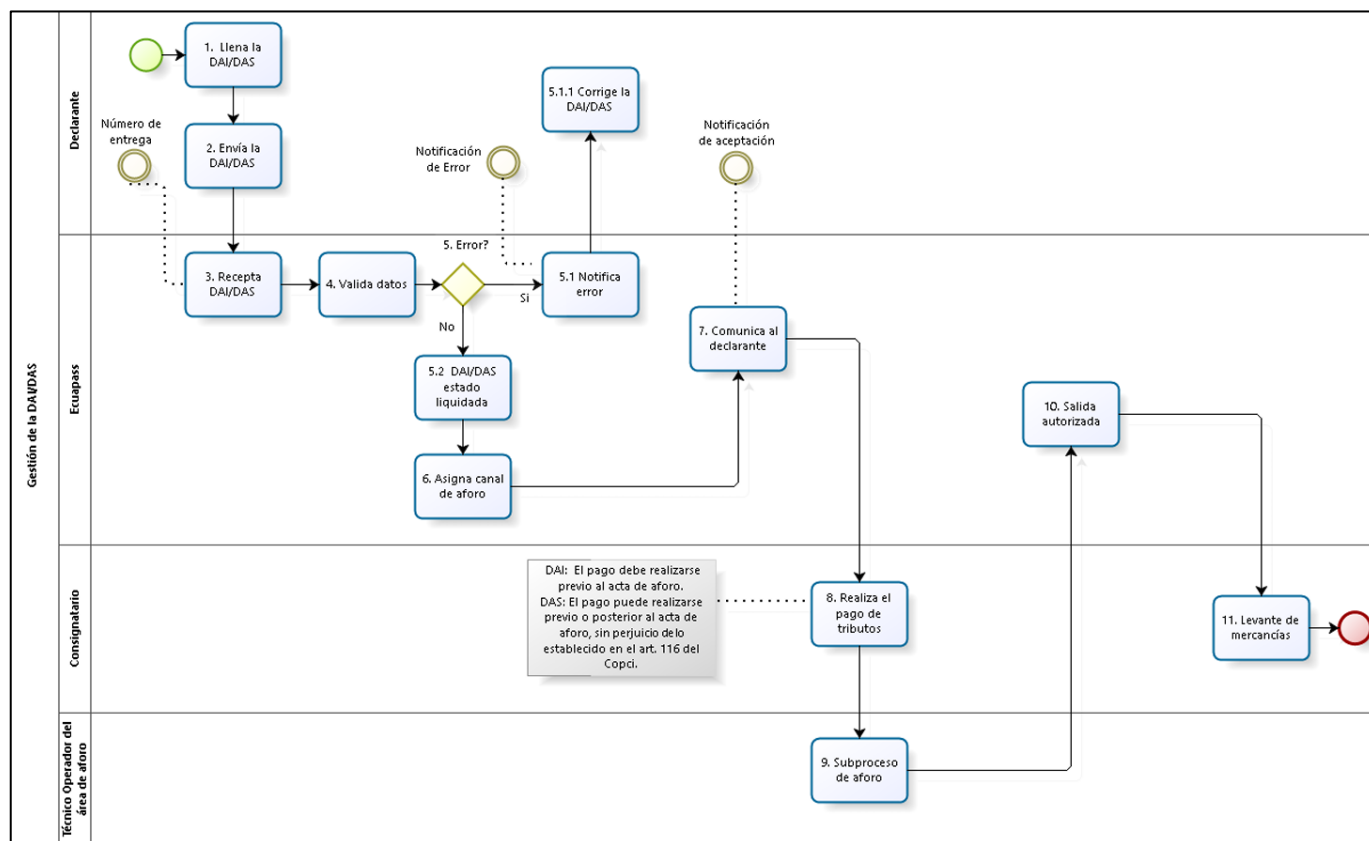 Gestión de la DAI/DAS
Declarante
1. Llena la
DAI/DAS
Número de
entrega
2. Envía la
DAI/DAS
Notificación
de Error
5.1.1 Corrige la
DAI/DAS
Notificación
de aceptación
Ecuapass
3. Recepta
DAI/DAS
4. Valida datos
5. Error?
Si
No
5.1 Notifica
error
5.2 DAI/DAS
estado
liquidada
6. Asigna canal
de aforo
7. Comunica al
declarante
10. Salida
autorizada
Consignatario
DAI: El pago debe realizarse
previo al acta de aforo.
DAS: El pago puede realizarse
previo o posterior al acta de
aforo, sin perjuicio delo
establecido en el art. 116 del
Copci.
8. Realiza el
pago de
tributos
11. Levante de
mercancías
Técnico Operador del
área de aforo
9. Subproceso
de aforo